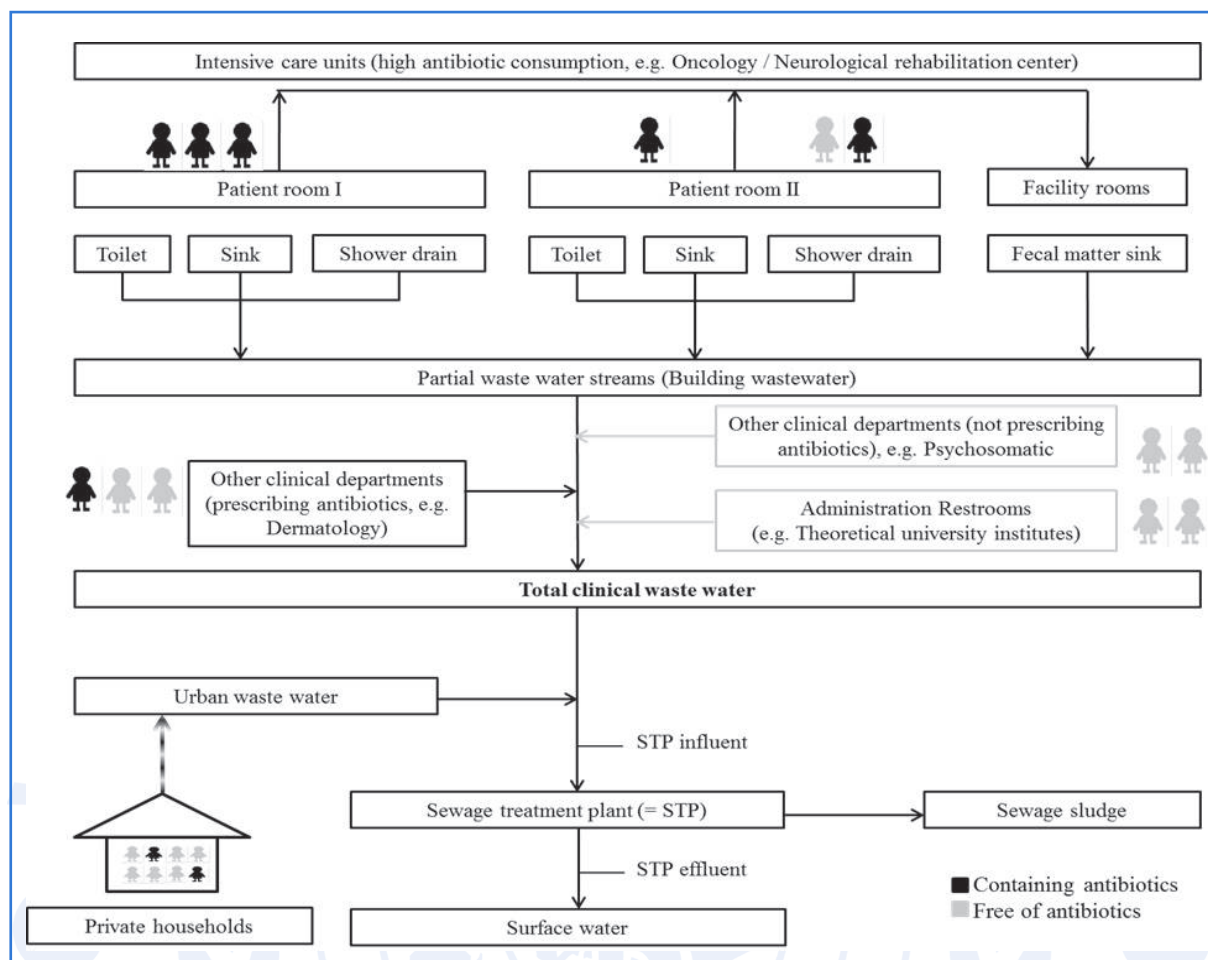 Intensive care units (high antibiotic consumption, e.g. Oncology / Neurological rehabilitation center)
Patient room I
Patient room II
Facility rooms
Toilet
Sink
Shower drain
Toilet
Sink
Shower drain
Fecal matter sink
Partial waste water streams (Building wastewater)
Other clinical departments (not prescribing
antibiotics), e.g. Psychosomatic
Other clinical departments
(prescribing antibiotics, e.g.
Dermatology)
Administration Restrooms
(e.g. Theoretical university institutes)
Total clinical waste water
Urban waste water
STP influent
Sewage treatment plant (= STP)
Sewage sludge
STP effluent
Containing antibiotics
Free of antibiotics
Private households
Surface water